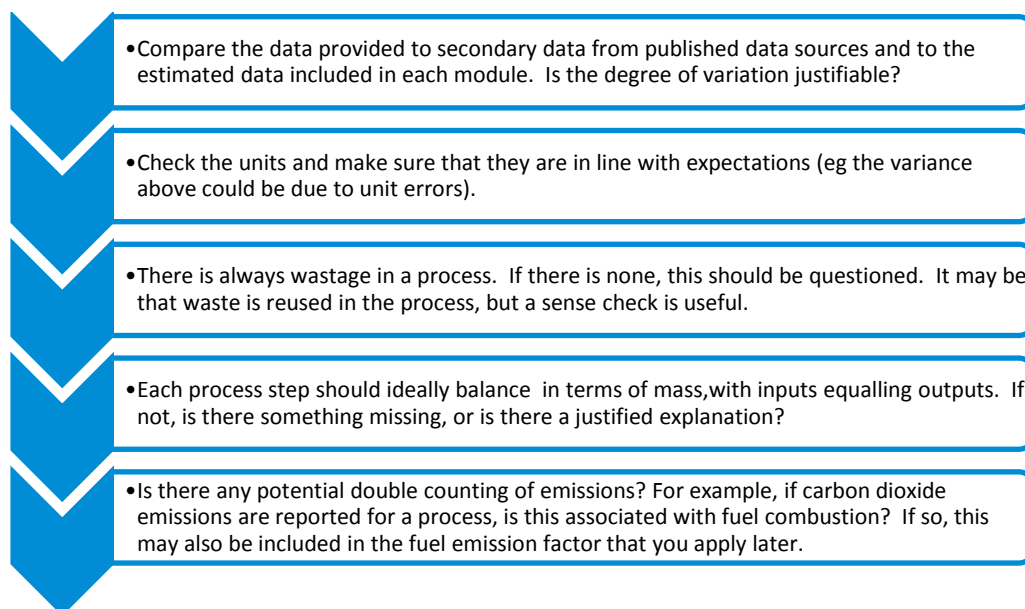 •Compare the data provided to secondary data from published data sources and to the
estimated data included in each module.  Is the degree of variation justifiable?
•Check the units and make sure that they are in line with expectations (eg the variance
above could be due to unit errors).
•There is always wastage in a process.  If there is none, this should be questioned.  It may be
that waste is reused in the process, but a sense check is useful.
•Each process step should ideally balance  in terms of mass,with inputs equalling outputs.  If
not, is there something missing, or is there a justified explanation?
•Is there any potential double counting of emissions? For example, if carbon dioxide
emissions are reported for a process, is this associated with fuel combustion?  If so, this
may also be included in the fuel emission factor that you apply later.